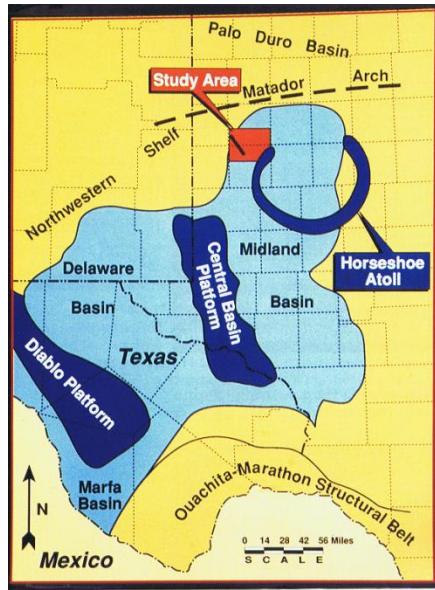 Palo Duro Basin
Study Area
Matador Arch
Northwestern Shelf
Central Basin
Platform
Midland
Basin
Horseshoe
Atoll
Delaware
Basin
Texas
Diablo Platform
Marfa
Basin
Ouachita-Marathon Structural Belt
N
Mexico
0 14 28 42 56 Miles
SCALE